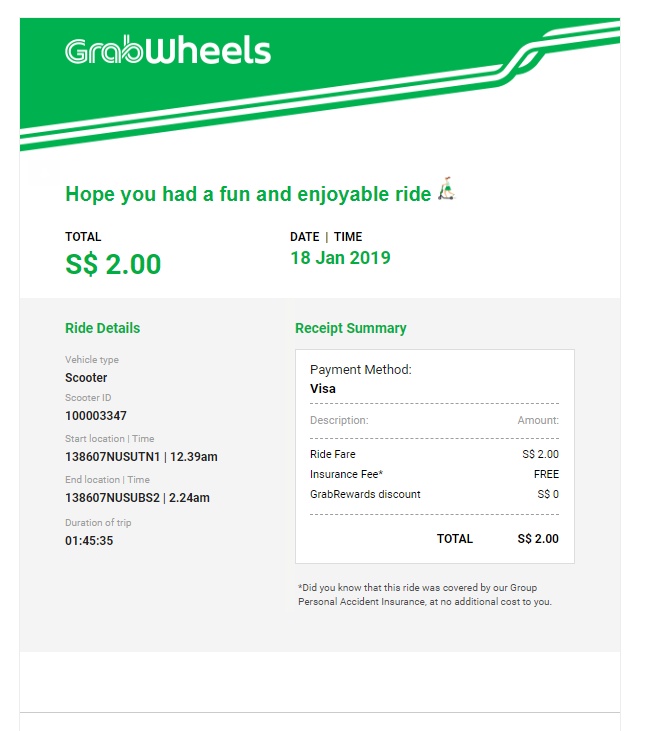 GrabWheels
Hope you had a fun and enjoyable ride
TOTAL
S$ 2.00
DATE | TIME
18 Jan 2019
Ride Details
Vehicle type
Scooter
Scooter ID
100003347
Start location | Time
138607NUSUTN1 | 12.39am
End location | Time
138607NUSUBS2 | 2.24am
Duration of trip
01:45:35
Receipt Summary
Payment Method:
Visa
Description: Amount:
Ride Fare S$ 2.00
Insurance Fee* FREE
GrabRewards discount S$ 0
TOTAL S$ 2.00
*Did you know that this ride was covered by our Group
Personal Accident Insurance, at no additional cost to you.